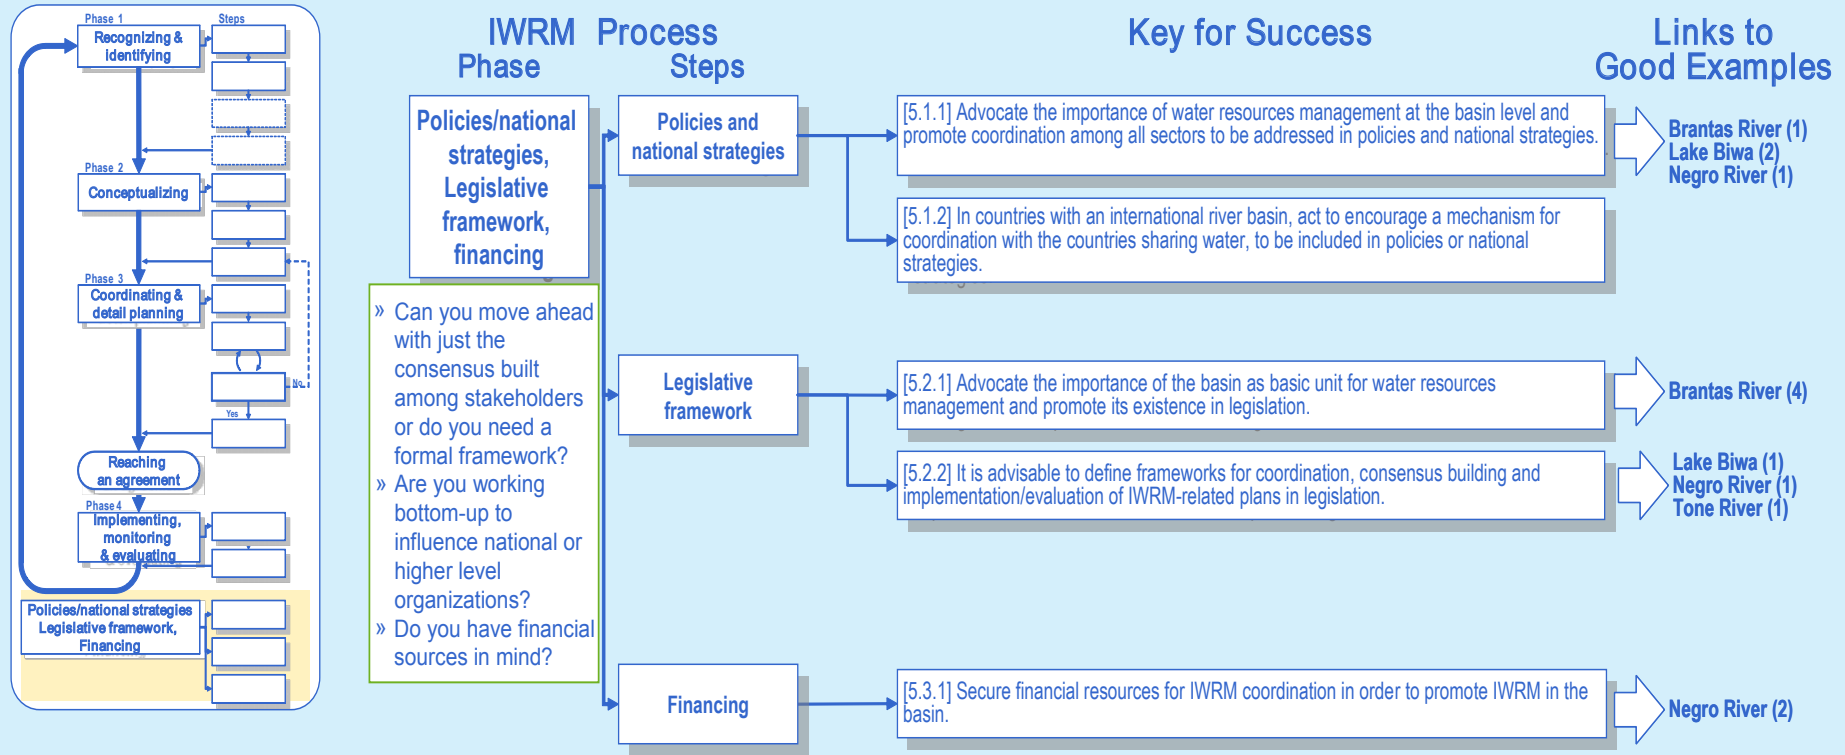 Phase 1
Steps
Recognizing &
identifying
Phase 2
Conceptualizing
Phase 3
Coordinating &
detail planning
No
Yes
Reaching
an agreement
Phase 4
Implementing,
monitoring
& evaluating
Policies/national strategies
Legislative framework,
Financing
IWRM Process
Phase
Steps
Key for Success
Links to
Good Examples
Policies/national
strategies,
Legislative
framework,
financing
» Can you move ahead
with just the
consensus built
among stakeholders
or do you need a
formal framework?
» Are you working
bottom-up to
influence national or
higher level
organizations?
» Do you have financial
sources in mind?
Policies and
national strategies
[5.1.1] Advocate the importance of water resources management at the basin level and
promote coordination among all sectors to be addressed in policies and national strategies.
Brantas River (1)
Lake Biwa (2)
Negro River (1)
[5.1.2] In countries with an international river basin, act to encourage a mechanism for
coordination with the countries sharing water, to be included in policies or national
strategies.
Legislative
framework
[5.2.1] Advocate the importance of the basin as basic unit for water resources
management and promote its existence in legislation.
Brantas River (4)
[5.2.2] It is advisable to define frameworks for coordination, consensus building and
implementation/evaluation of IWRM-related plans in legislation.
Lake Biwa (1)
Negro River (1)
Tone River (1)
Financing
[5.3.1] Secure financial resources for IWRM coordination in order to promote IWRM in the
basin.
Negro River (2)